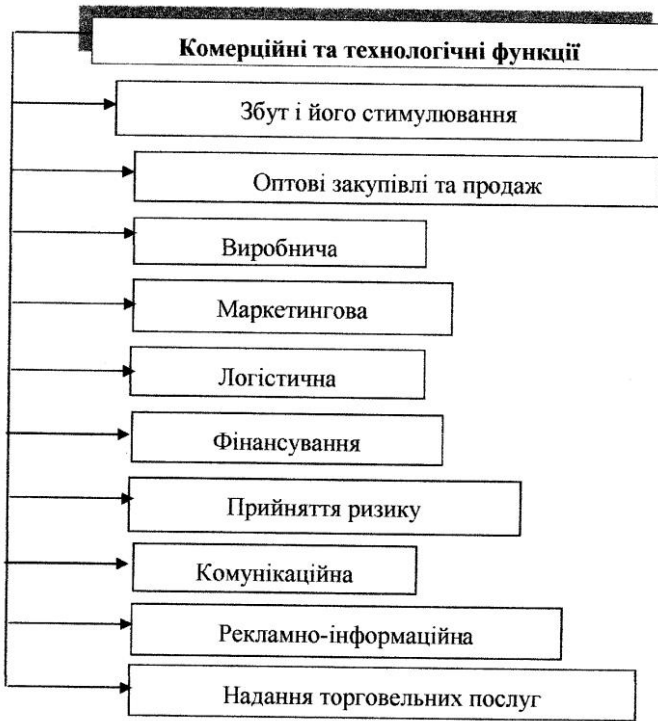 Комерційні та технологічні функції
Збут і його стимулювання
Оптові закупівлі та продаж
Виробнича
Маркетингова
Логістична
Фінансування
Прийняття ризику
Комунікаційна
Рекламно-інформаційна
Надання торговельних послуг